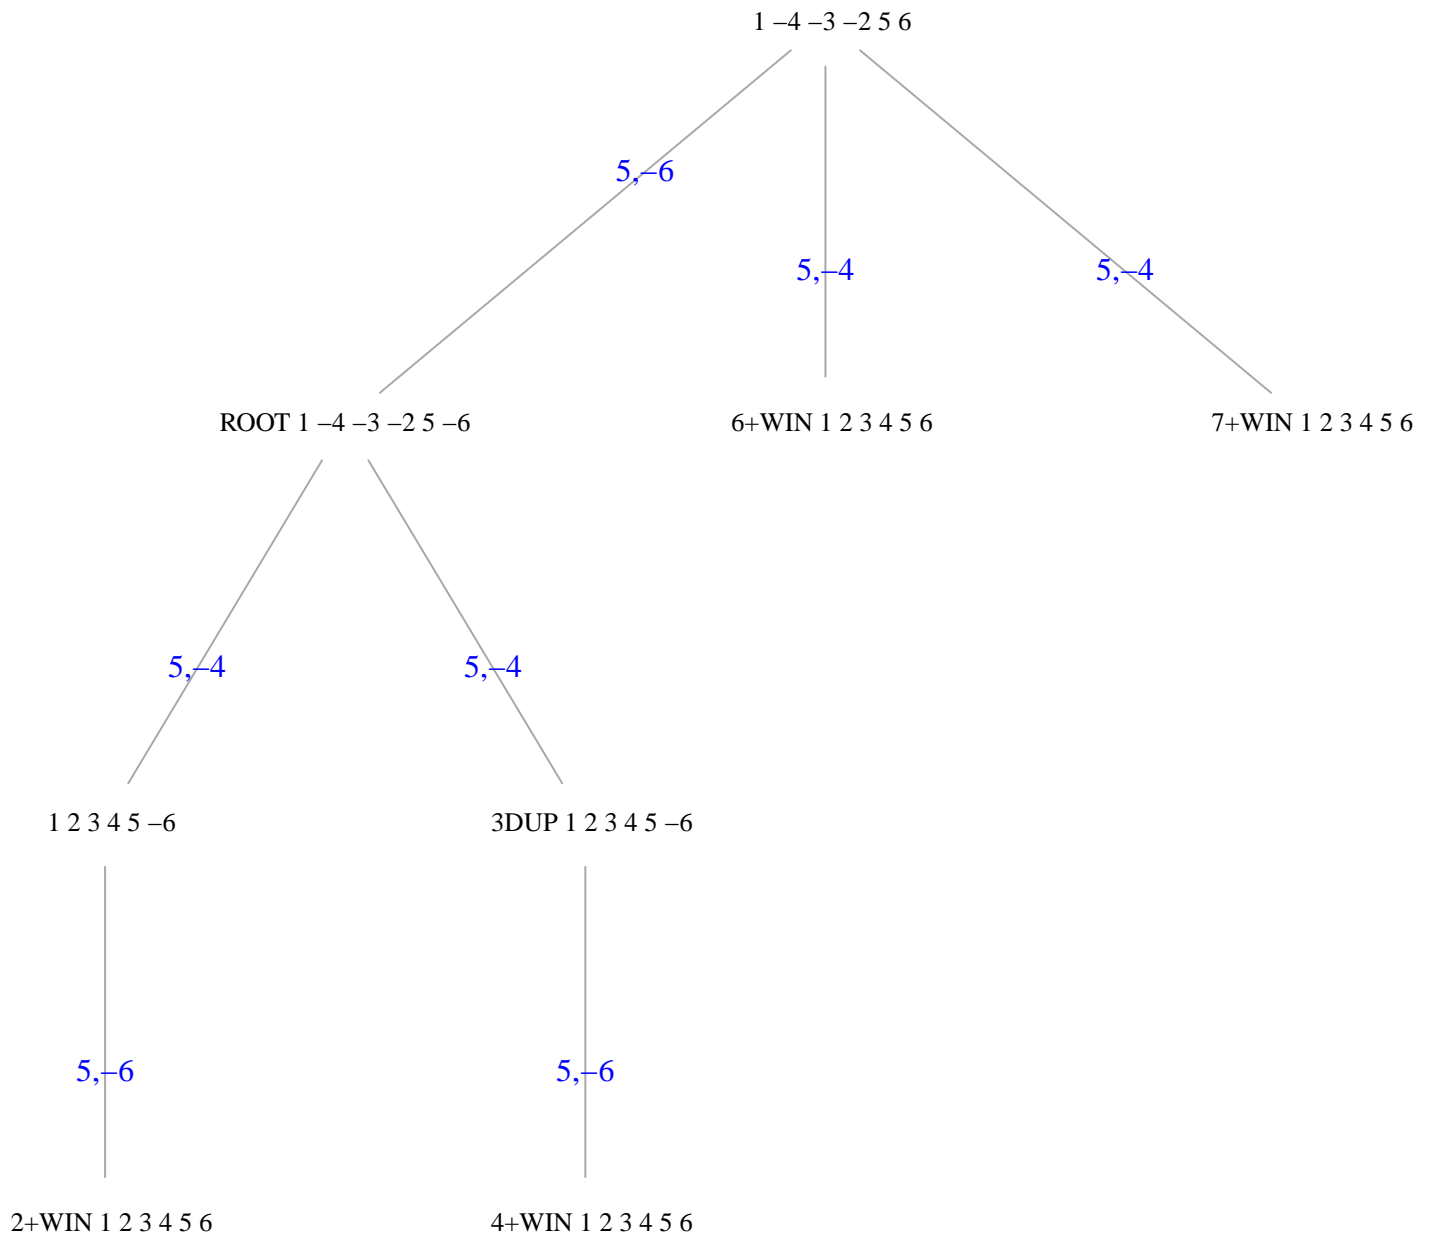 1 –4 –3 –2 5 6
5,–6
5,–4
5,–4
ROOT 1 –4 –3 –2 5 –6
6+WIN 1 2 3 4 5 6
7+WIN 1 2 3 4 5 6
5,–4
5,–4
1 2 3 4 5 –6
3DUP 1 2 3 4 5 –6
5,–6
5,–6
2+WIN 1 2 3 4 5 6
4+WIN 1 2 3 4 5 6